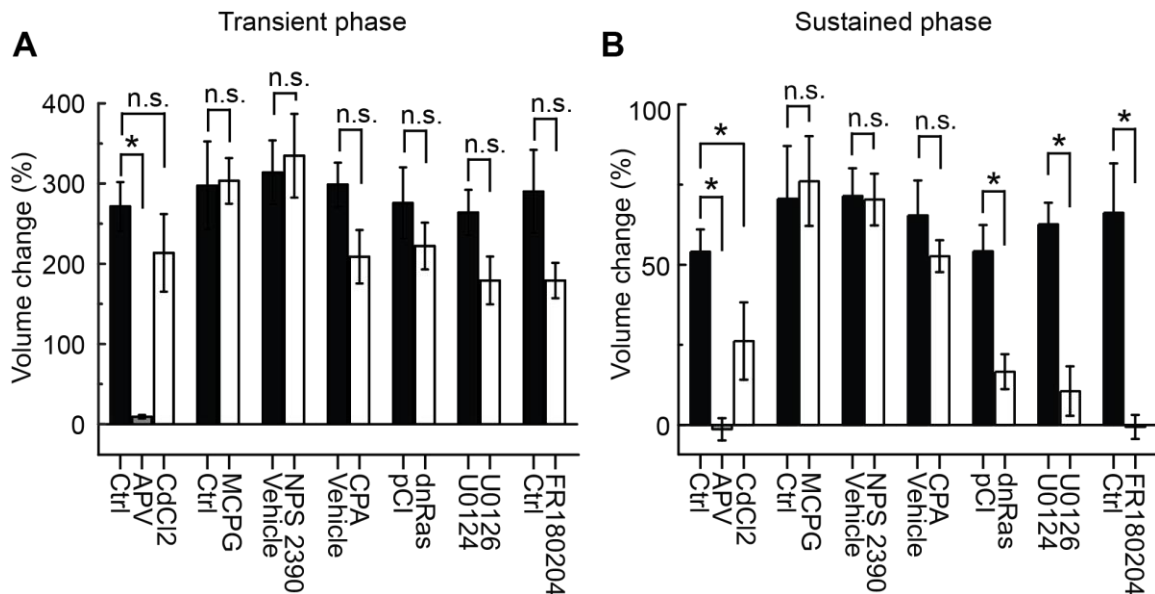 Transient phase
Sustained phase
A
B
n.s.
n.s.
n.s.
n.s.
n.s.
n.s.
n.s.
*
400
300
200
100
0
Volume change (%)
Ctrl
APV
CdCl2
Ctrl
MCPG
Vehicle
NPS 2390
Vehicle
CPA
pCI
dnRas
U0124
U0126
Ctrl
FR180204
n.s.
n.s.
n.s.
*
*
*
*
*
100
50
0
Volume change (%)
Ctrl
APV
CdCl2
Ctrl
MCPG
Vehicle
NPS 2390
Vehicle
CPA
pCI
dnRas
U0124
U0126
Ctrl
FR180204